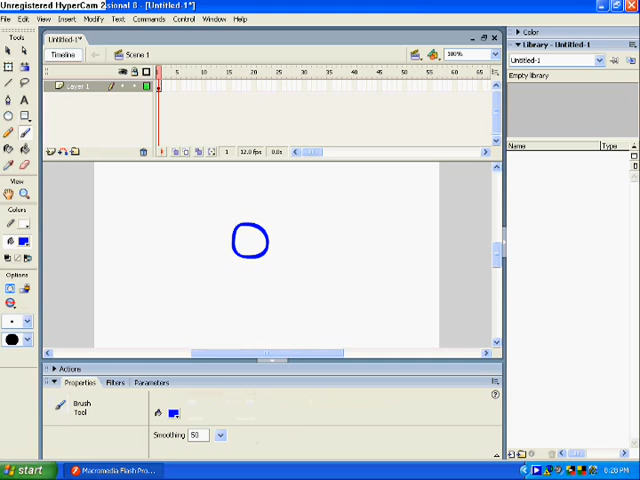 Unregistered HyperCam 2 sional 8 - [Untitled-1*]
File Edit View Insert Modify Text Commands Control Window Help
Tools
Untitled-1*
Timeline
Scene 1
100%
1 5 10 15 20 25 30 35 40 45 50 55 60 65
Layer 1
1 12.0 fps 0.0s
View
Colors
Options
Color
Library - Untitled-1
Untitled-1
Empty library
Name Type
Actions
Properties Filters Parameters
Brush
Tool
Smoothing 50
start
Macromedia Flash Pro...
8:28 PM